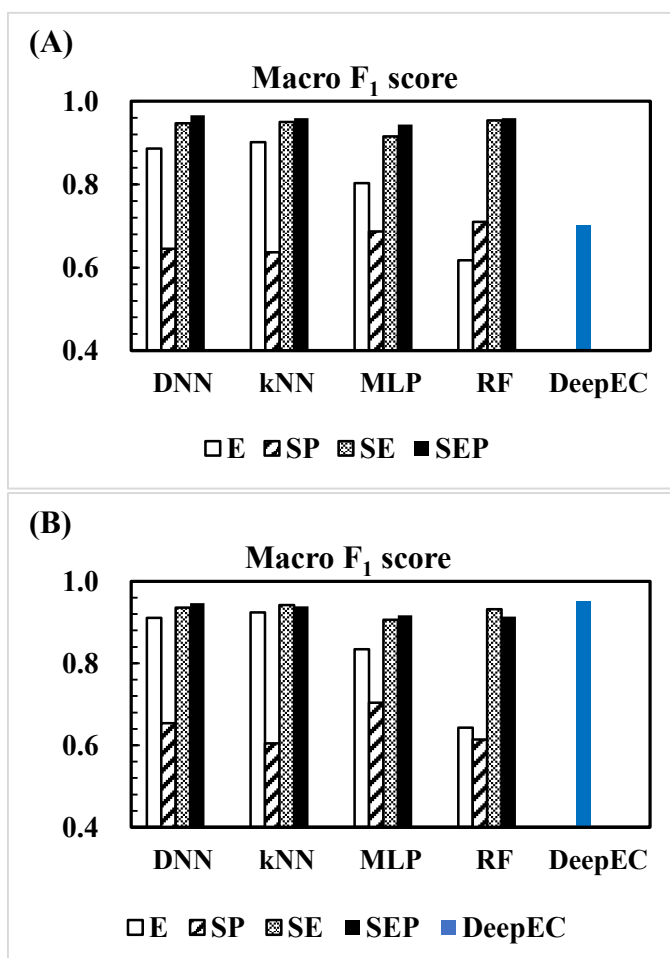 (A)
Macro F₁ score
1.0
0.8
0.6
0.4
DNN kNN MLP RF DeepEC
E SP SE SEP
(B)
Macro F₁ score
1.0
0.8
0.6
0.4
DNN kNN MLP RF DeepEC
E SP SE SEP DeepEC